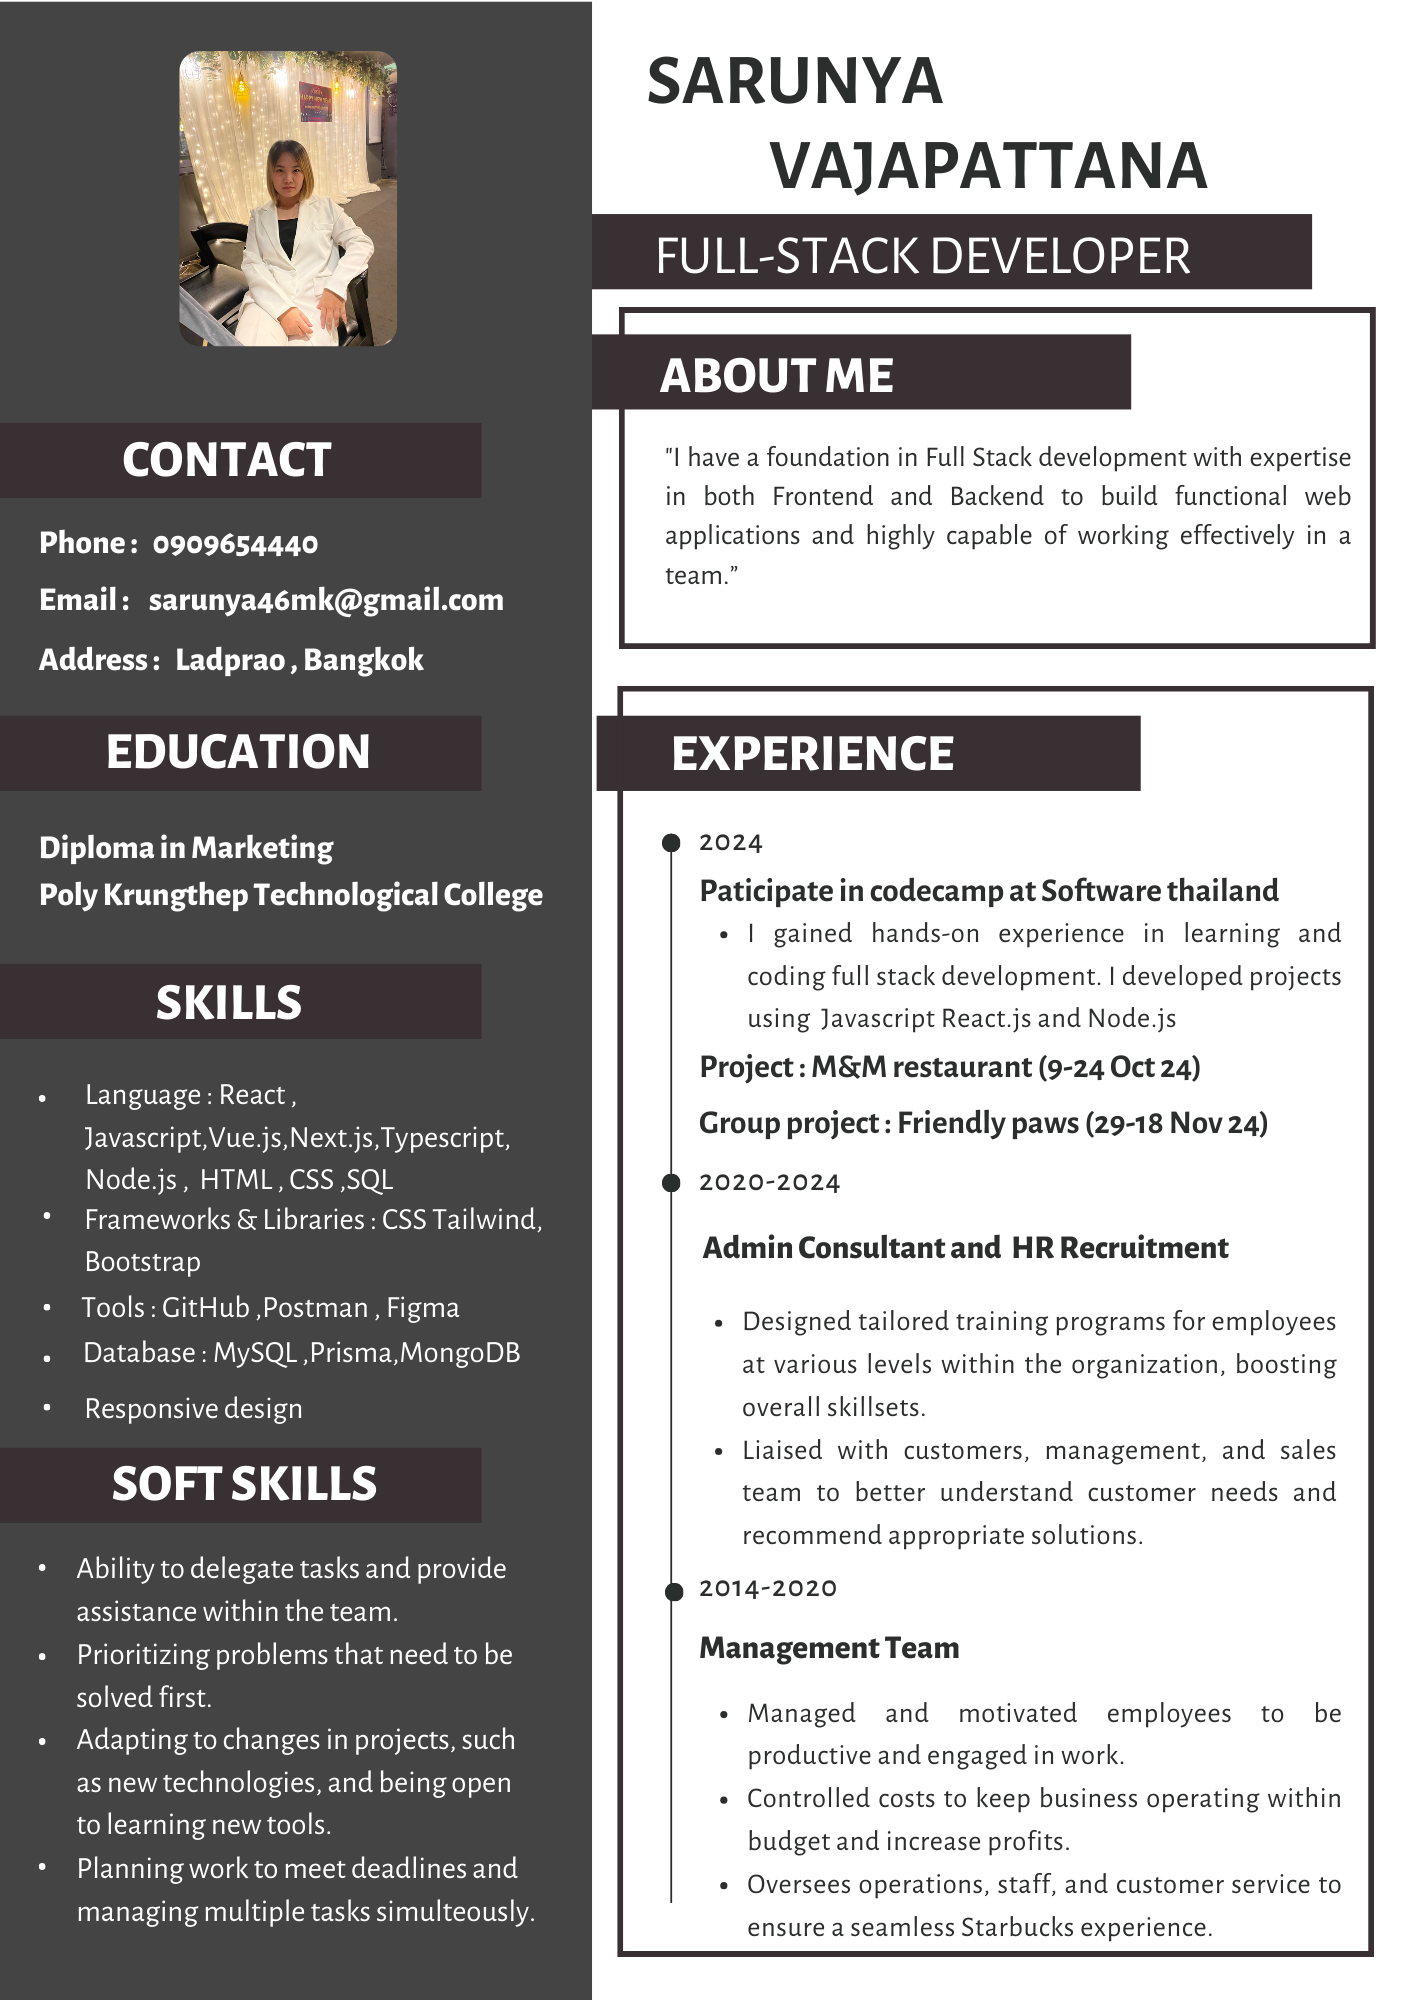 SARUNYA
VAJAPATTANA
FULL-STACK DEVELOPER
CONTACT
Phone : 0909654440
Email : sarunya46mk@gmail.com
Address : Ladprao , Bangkok
EDUCATION
Diploma in Marketing
Poly Krungthep Technological College
SKILLS
• Language : React ,
Javascript,Vue.js,Next.js,Typescript,
Node.js , HTML , CSS ,SQL
• Frameworks & Libraries : CSS Tailwind,
Bootstrap
• Tools : GitHub ,Postman , Figma
• Database : MySQL ,Prisma,MongoDB
• Responsive design
SOFT SKILLS
• Ability to delegate tasks and provide
assistance within the team.
• Prioritizing problems that need to be
solved first.
• Adapting to changes in projects, such
as new technologies, and being open
to learning new tools.
• Planning work to meet deadlines and
managing multiple tasks simulteously.
ABOUT ME
"I have a foundation in Full Stack development with expertise
in both Frontend and Backend to build functional web
applications and highly capable of working effectively in a
team.”
EXPERIENCE
2024
Paticipate in codecamp at Software thailand
• I gained hands-on experience in learning and
coding full stack development. I developed projects
using Javascript React.js and Node.js
Project : M&M restaurant (9-24 Oct 24)
Group project : Friendly paws (29-18 Nov 24)
2020-2024
Admin Consultant and HR Recruitment
• Designed tailored training programs for employees
at various levels within the organization, boosting
overall skillsets.
• Liaised with customers, management, and sales
team to better understand customer needs and
recommend appropriate solutions.
2014-2020
Management Team
• Managed and motivated employees to be
productive and engaged in work.
• Controlled costs to keep business operating within
budget and increase profits.
• Oversees operations, staff, and customer service to
ensure a seamless Starbucks experience.